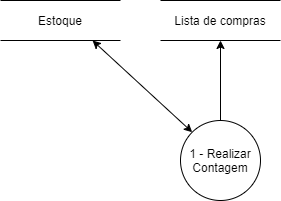 Estoque
Lista de compras
1 - Realizar
Contagem